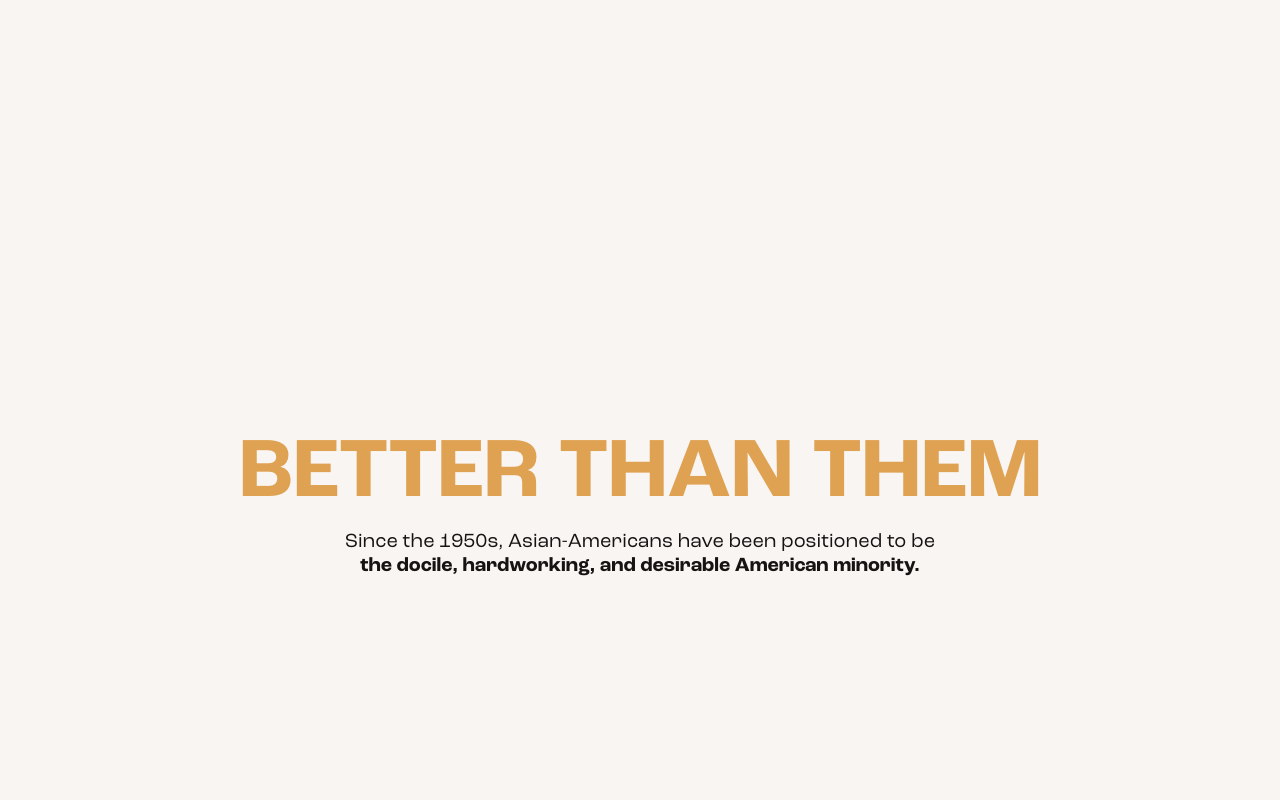 BETTER THAN THEM
Since the 1950s, Asian-Americans have been positioned to be
the docile, hardworking, and desirable American minority.